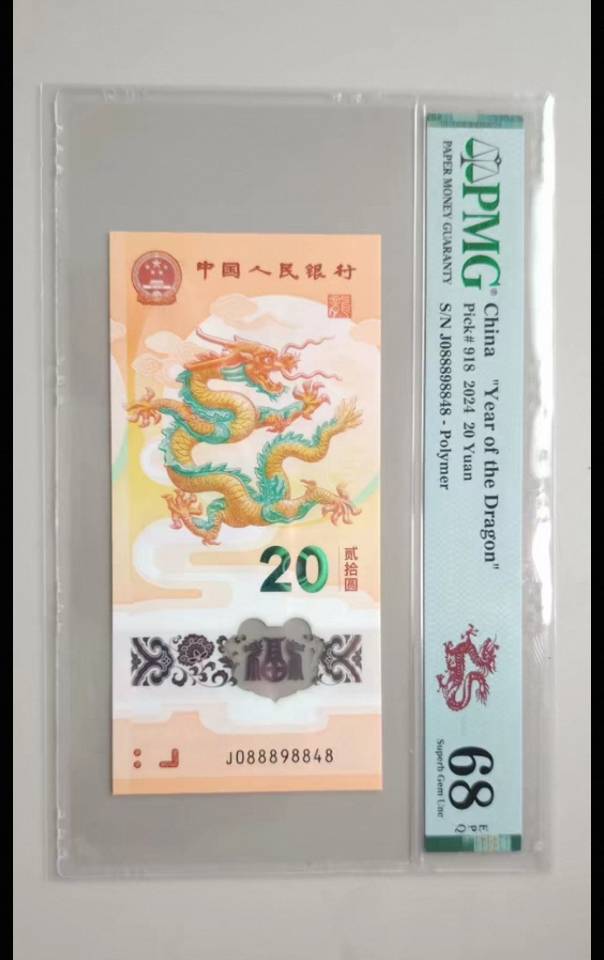 中国人民银行
20
贰拾圆
福
J088898848
PMG®
PAPER MONEY GUARANTY
China "Year of the Dragon"
Pick# 918 2024 20 Yuan
S/N J088898848 - Polymer
68
EPQ
Superb Gem Unc